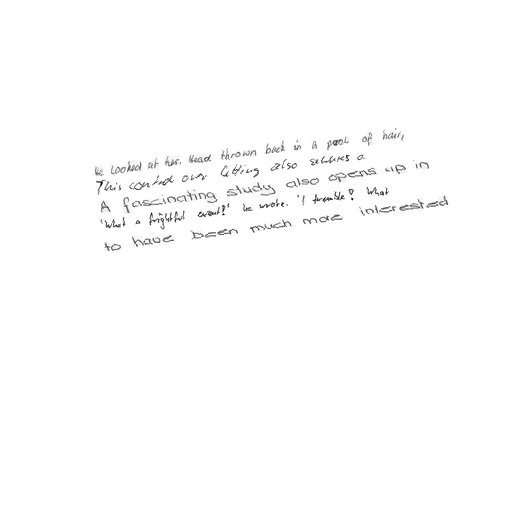 He looked at her. Head thrown back in a pool of hair,
This control over letting also secures a
A fascinating study also opens up in
'What a frightful event?' he wrote. 'I tremble? What
to have been much more interested